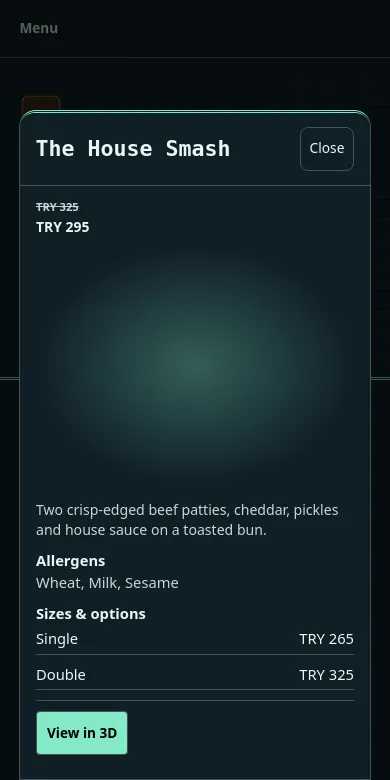 Menu
The House Smash
Close
TRY 325
TRY 295
Two crisp-edged beef patties, cheddar, pickles
and house sauce on a toasted bun.
Allergens
Wheat, Milk, Sesame
Sizes & options
Single TRY 265
Double TRY 325
View in 3D